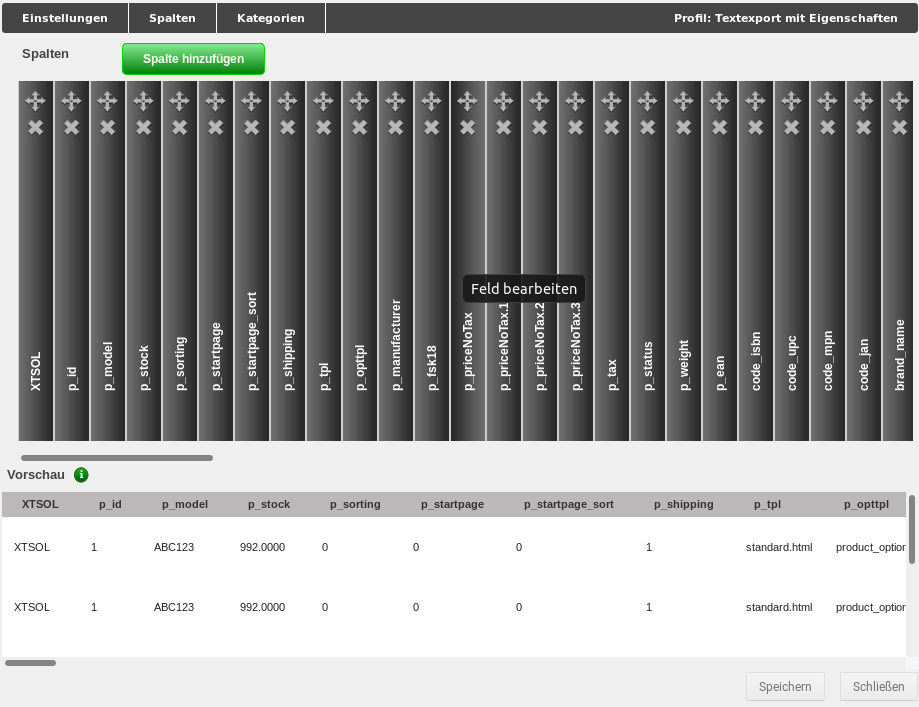 Einstellungen Spalten Kategorien Profil: Textexport mit Eigenschaften
Spalten Spalte hinzufügen
XTSOL
p_id
p_model
p_stock
p_sorting
p_startpage
p_startpage_sort
p_shipping
p_tpl
p_opttpl
p_manufacturer
p_fsk18
p_priceNoTax
p_priceNoTax.1
p_priceNoTax.2
p_priceNoTax.3
p_tax
p_status
p_weight
p_ean
code_isbn
code_upc
code_mpn
code_jan
brand_name
Feld bearbeiten
Vorschau i
XTSOL p_id p_model p_stock p_sorting p_startpage p_startpage_sort p_shipping p_tpl p_opttpl
XTSOL 1 ABC123 992.0000 0 0 0 1 standard.html product_option
XTSOL 1 ABC123 992.0000 0 0 0 1 standard.html product_option
Speichern Schließen